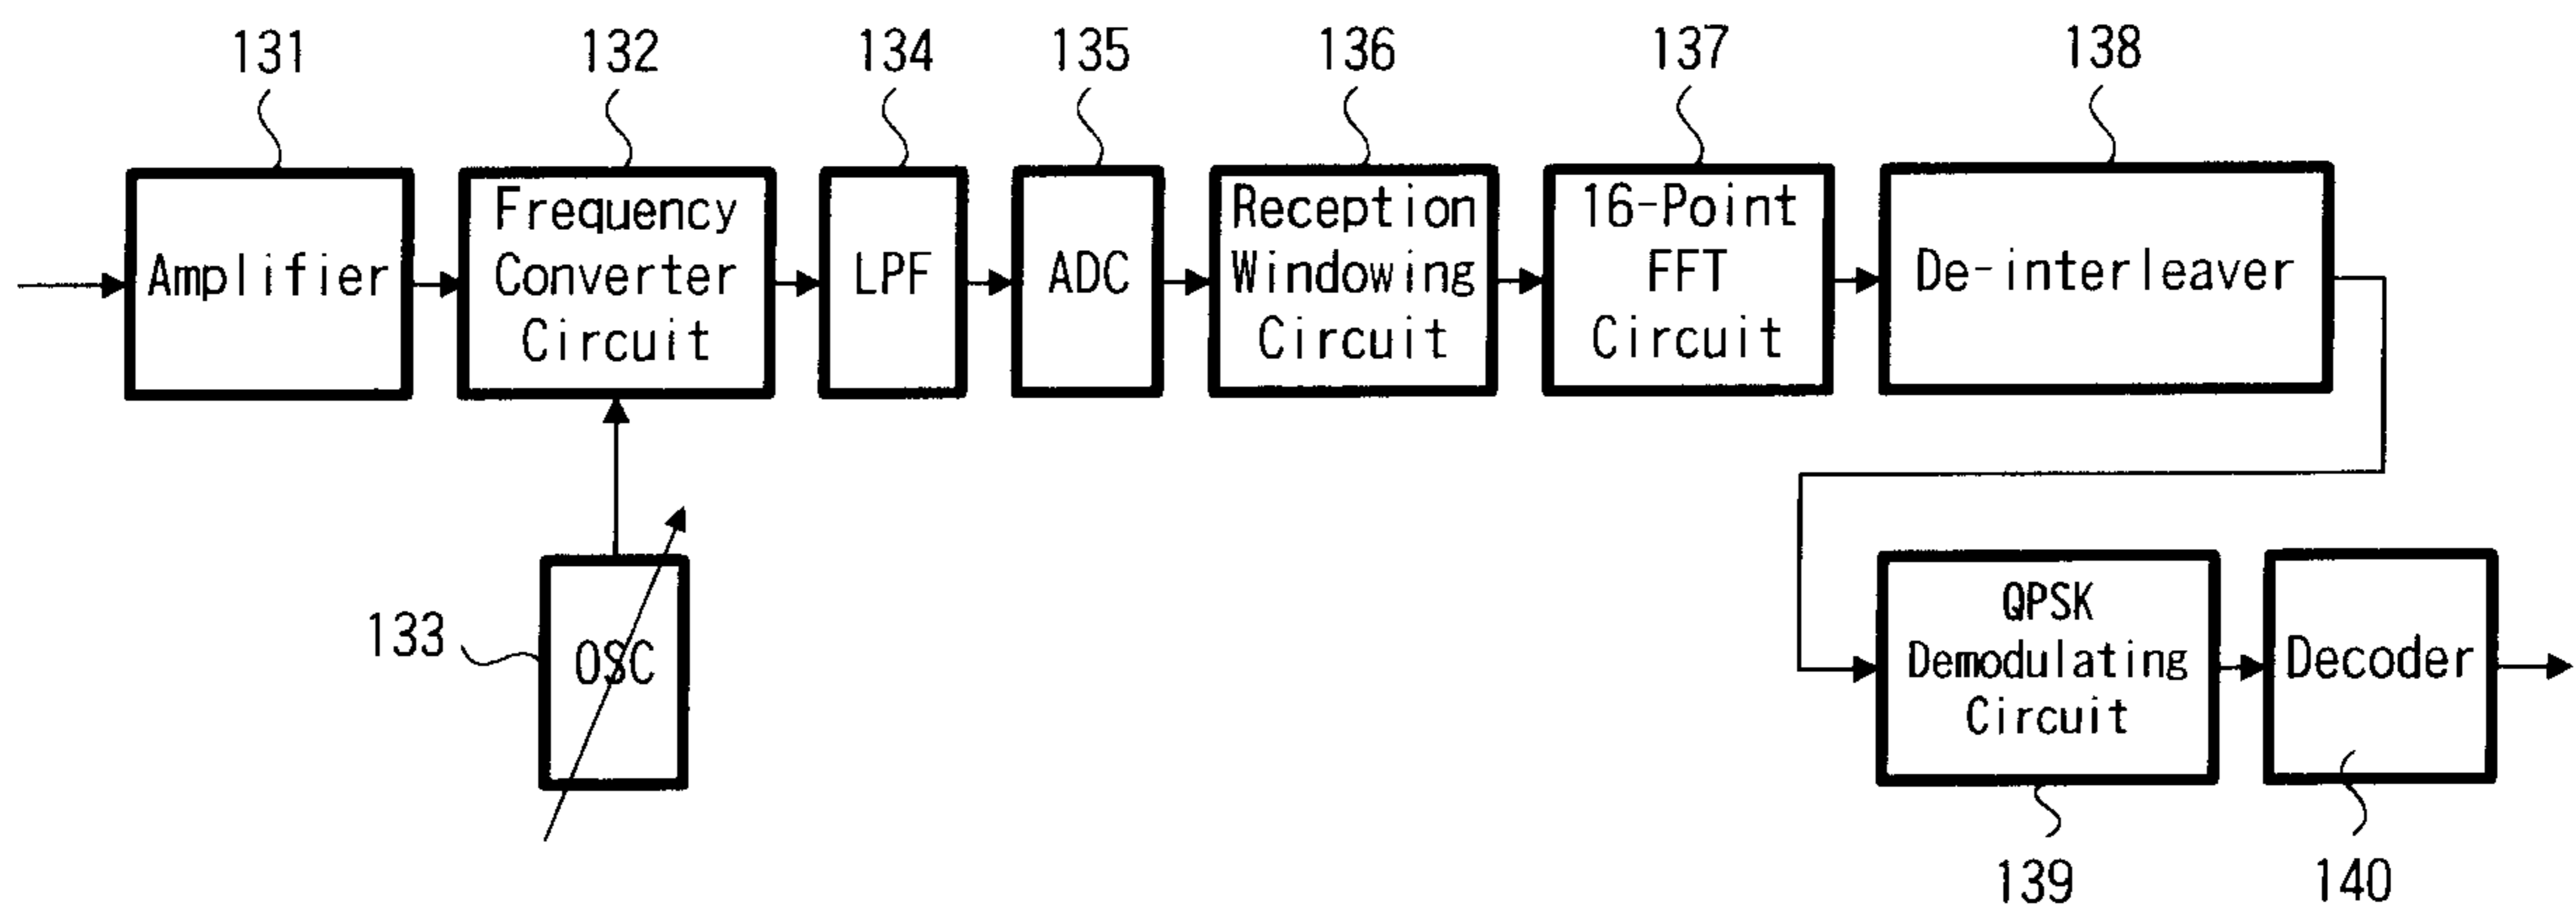 131
132
134
135
136
137
138
Amplifier
Frequency
Converter
Circuit
LPF
ADC
Reception
Windowing
Circuit
16-Point
FFT
Circuit
De-interleaver
133
OSC
QPSK
Demodulating
Circuit
Decoder
139
140